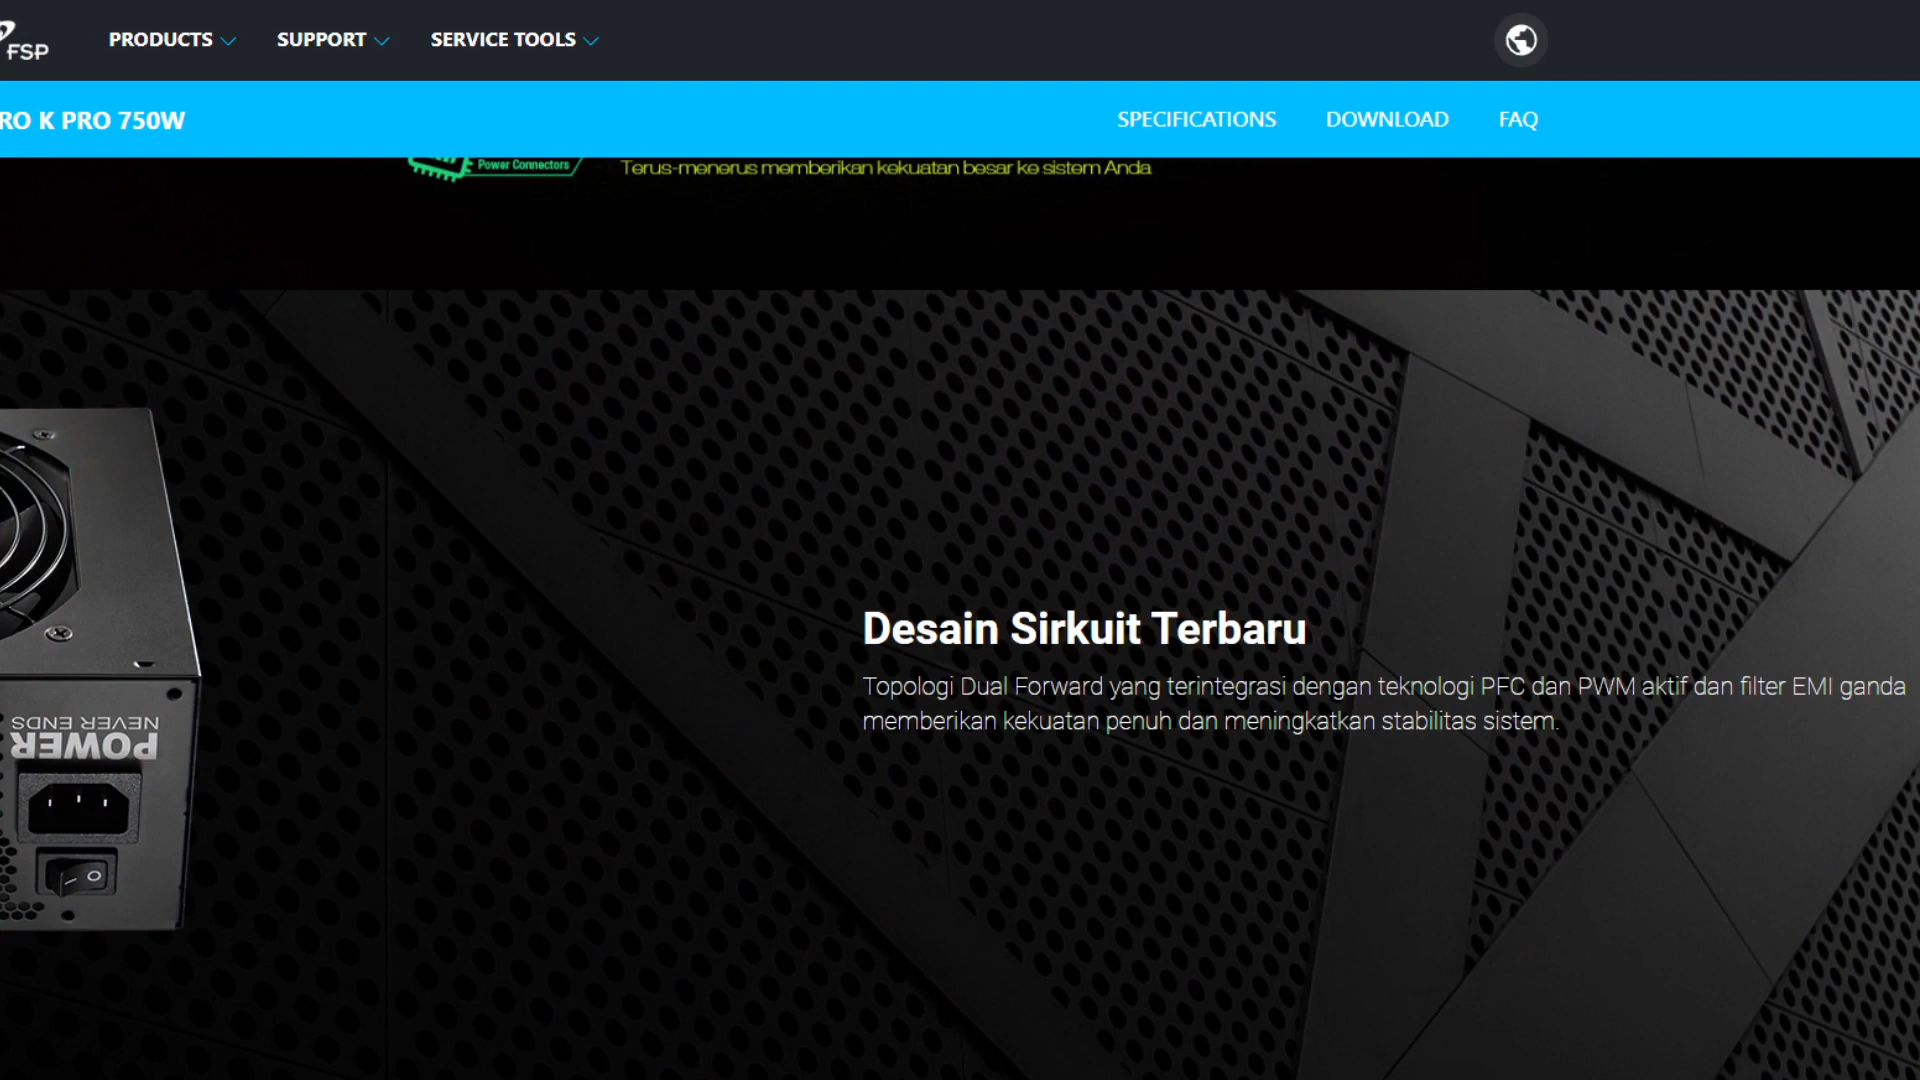 FSP
PRODUCTS
SUPPORT
SERVICE TOOLS
RO K PRO 750W
SPECIFICATIONS
DOWNLOAD
FAQ
Power Connectors
Terus-menerus memberikan kekuatan besar ke sistem Anda
Desain Sirkuit Terbaru
Topologi Dual Forward yang terintegrasi dengan teknologi PFC dan PWM aktif dan filter EMI ganda
memberikan kekuatan penuh dan meningkatkan stabilitas sistem.
POWER
NEVER ENDS